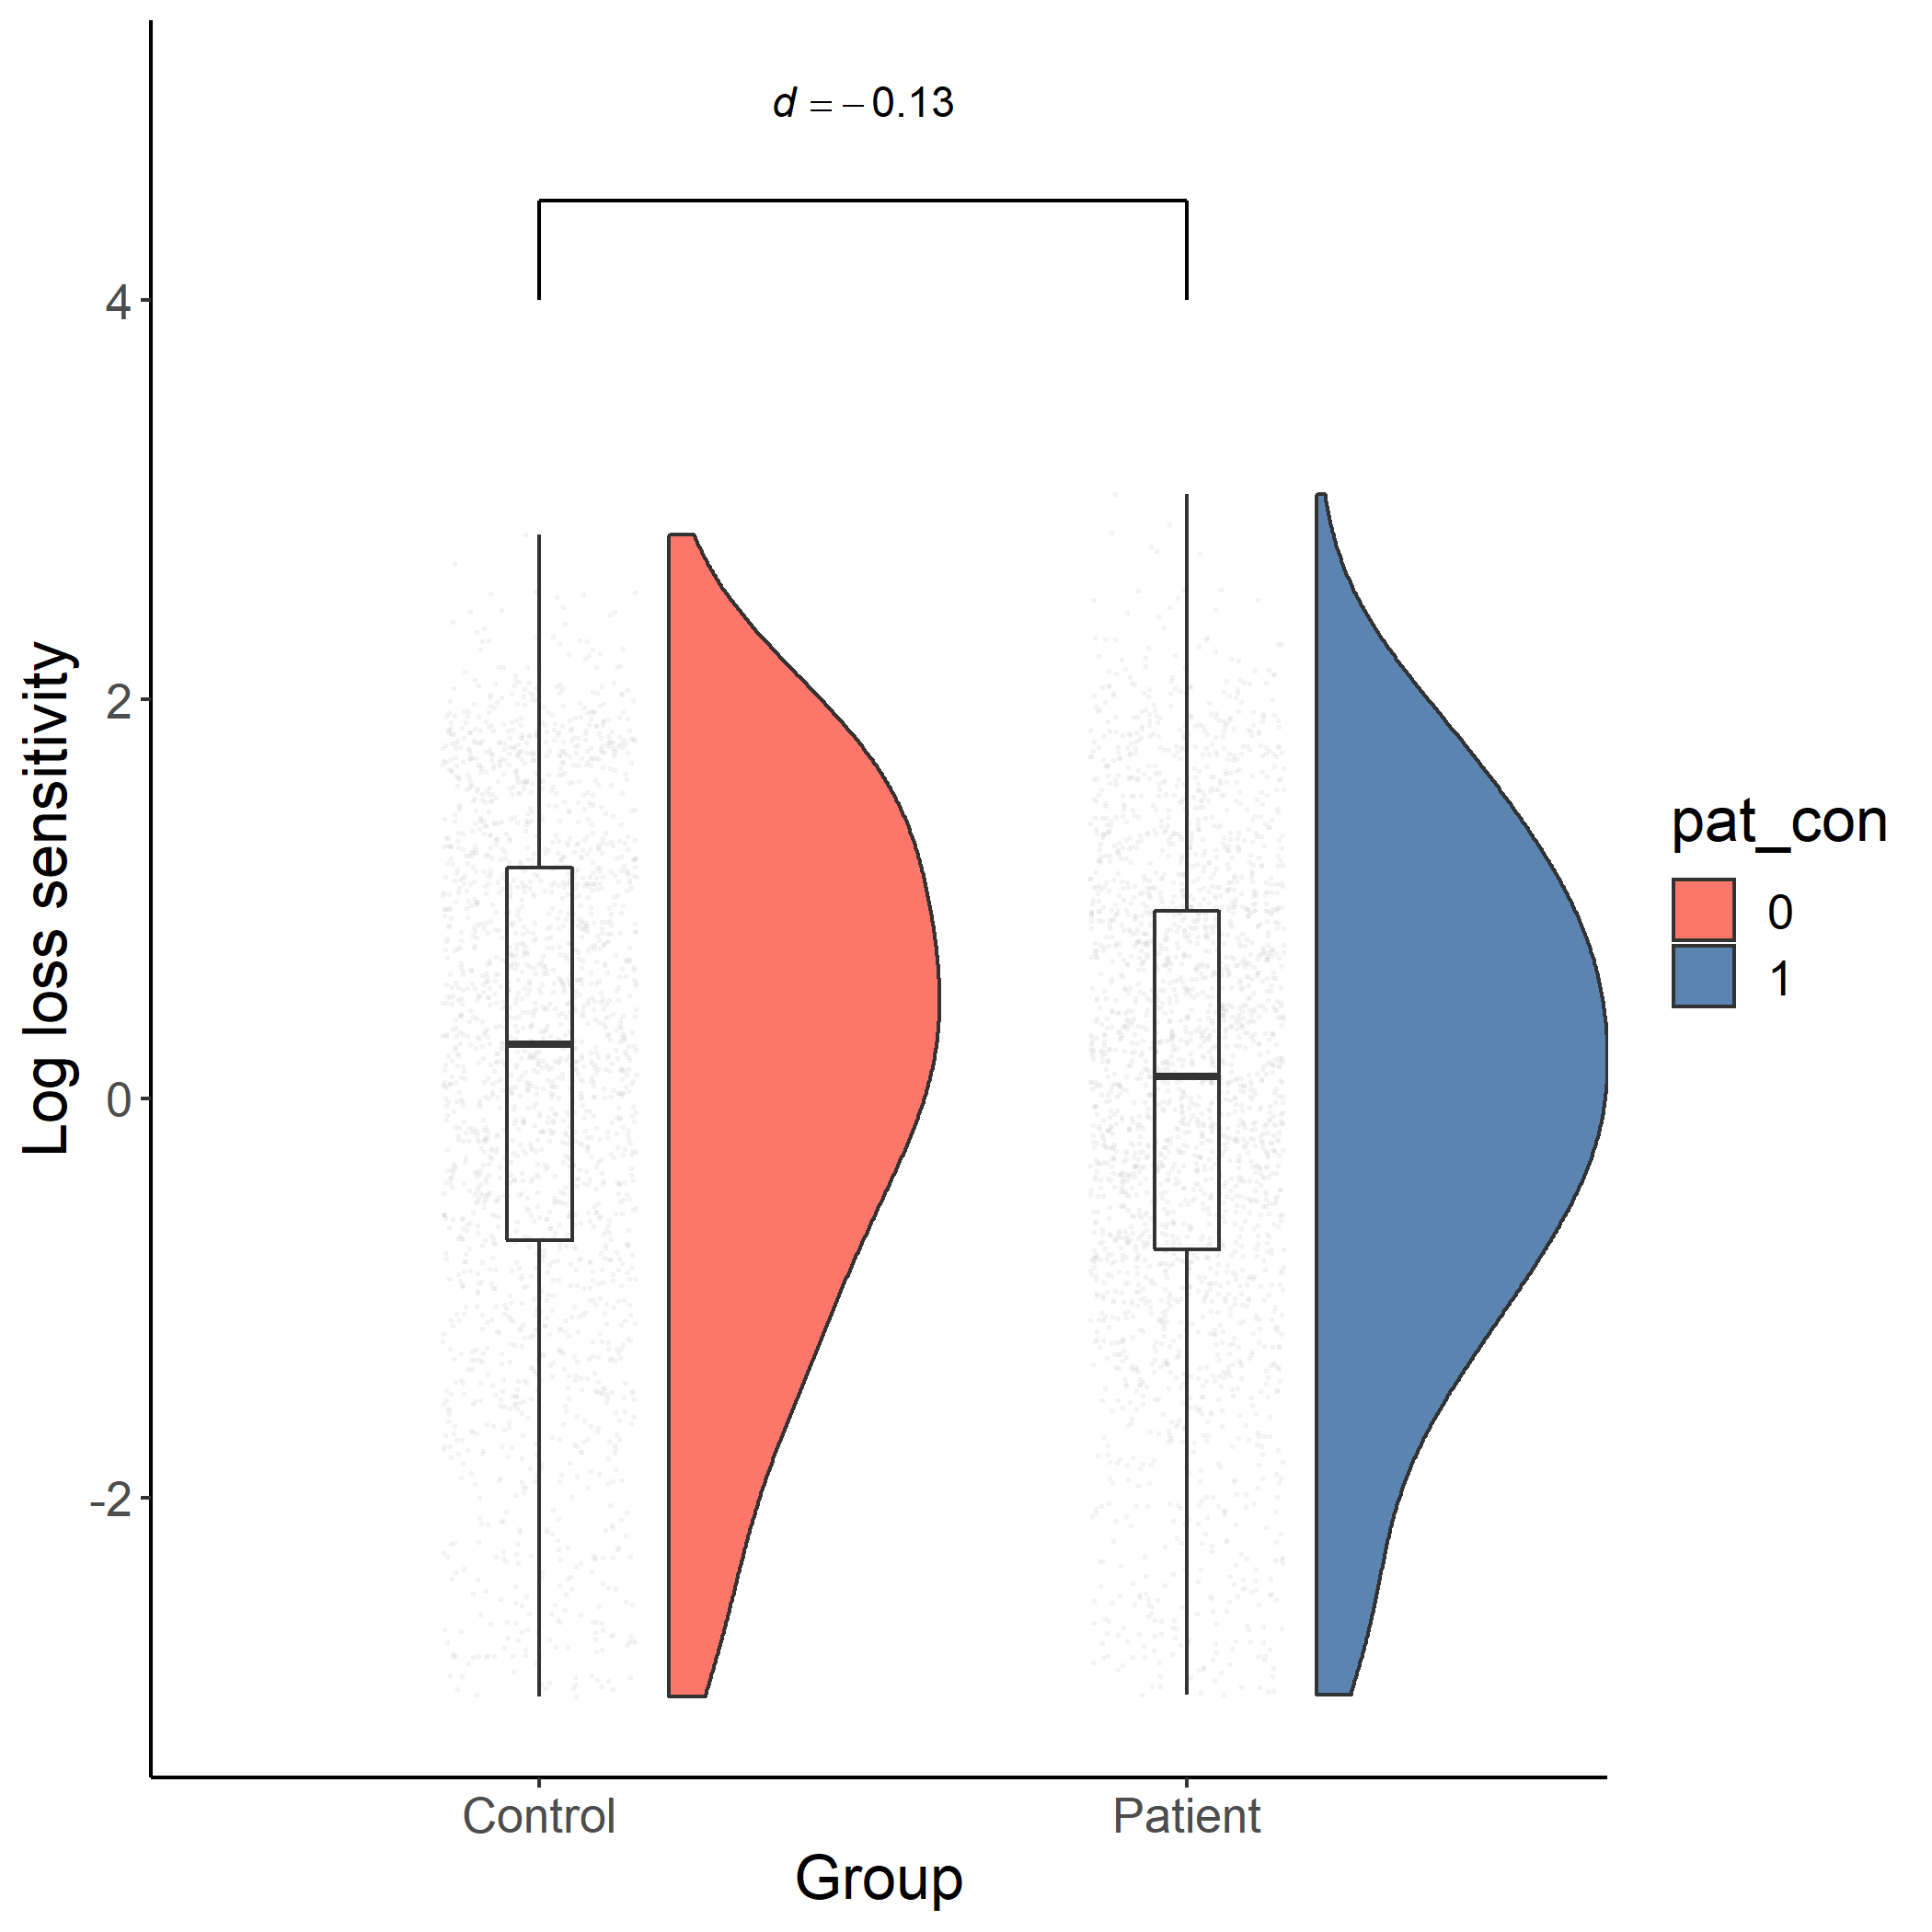 d = − 0.13
4
2
0
-2
Log loss sensitivity
Control
Patient
Group
pat_con
0
1